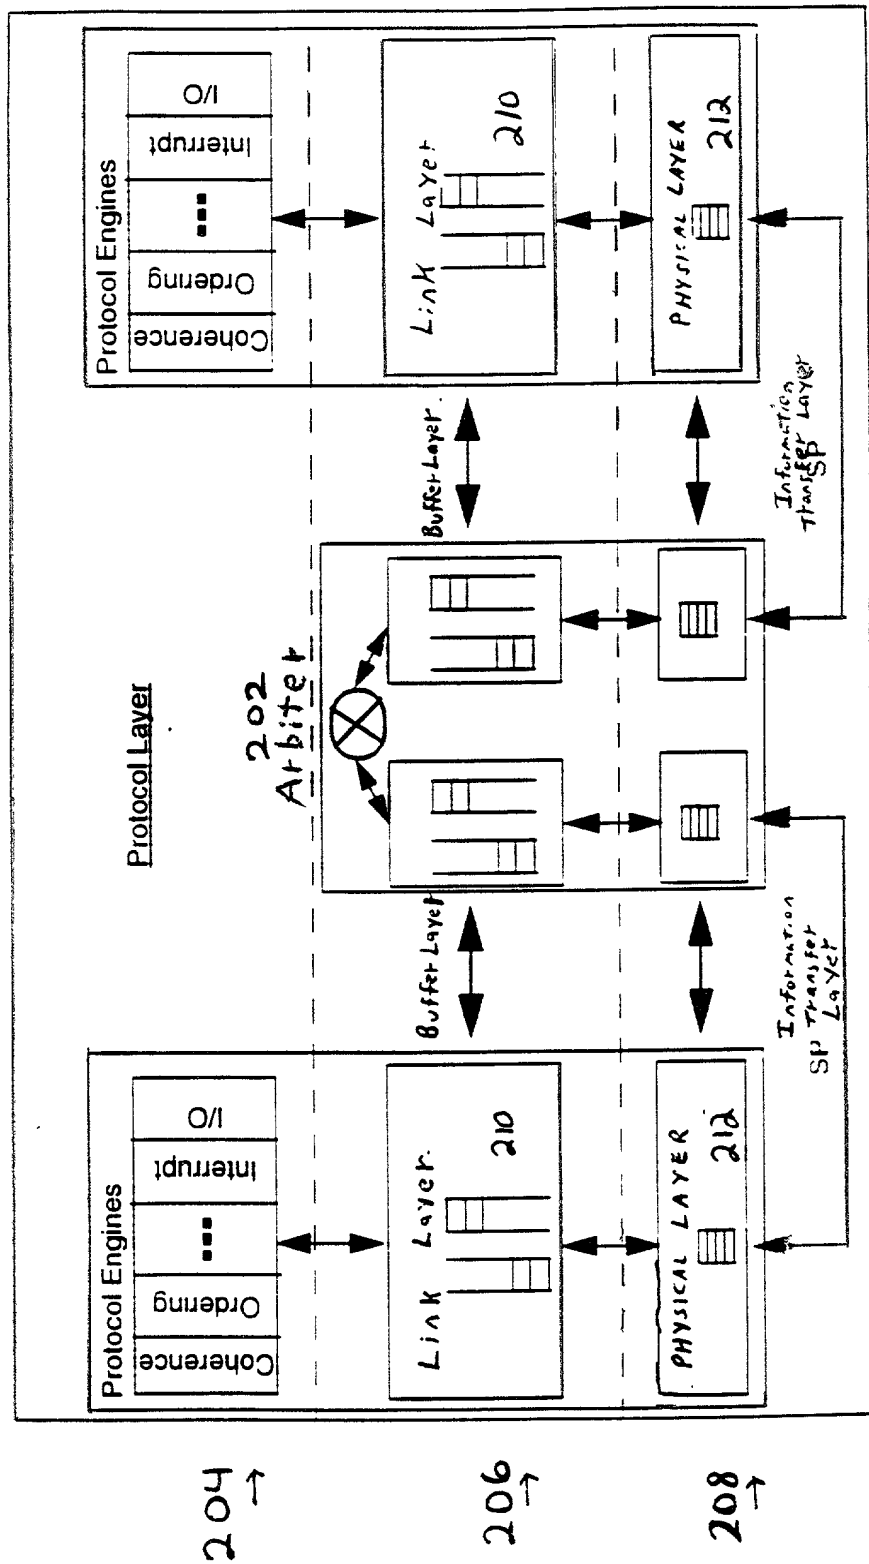 Protocol Engines
Protocol Layer
Protocol Engines
204
Coherence
Ordering
Interrupt
I/O
Coherence
Ordering
Interrupt
I/O
202
Arbiter
206
Link Layer
210
Buffer Layer
Buffer Layer
Link Layer
210
208
PHYSICAL LAYER
212
PHYSICAL LAYER
212
Information
SP Transfer
Layer
Information
Transfer Layer
SP